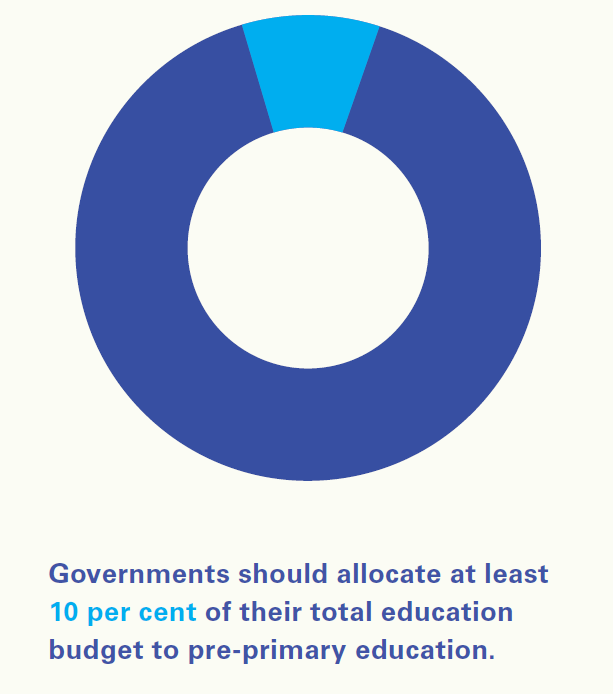 Governments should allocate at least
10 per cent of their total education
budget to pre-primary education.